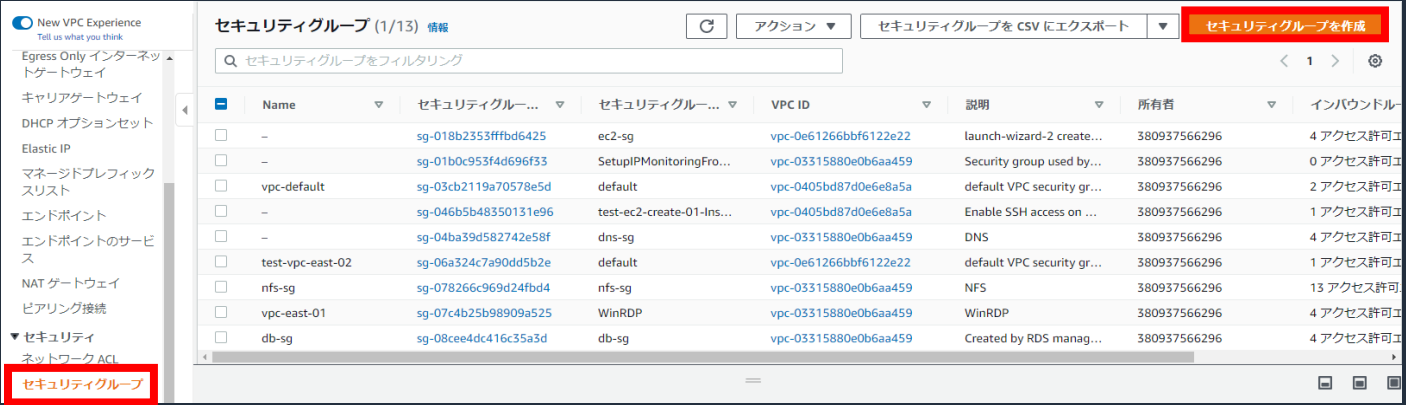 New VPC Experience
Tell us what you think
Egress Only インターネットゲートウェイ
キャリアゲートウェイ
DHCP オプションセット
Elastic IP
マネージドプレフィックスリスト
エンドポイント
エンドポイントのサービス
NAT ゲートウェイ
ピアリング接続
セキュリティ
ネットワーク ACL
セキュリティグループ
セキュリティグループ (1/13) 情報
アクション
セキュリティグループを CSV にエクスポート
セキュリティグループを作成
セキュリティグループをフィルタリング
1
Name セキュリティグルー... セキュリティグルー... VPC ID 説明 所有者 インバウンドルー
– sg-018b2353fffbd6425 ec2-sg vpc-0e61266bbf6122e22 launch-wizard-2 create... 380937566296 4 アクセス許可エ
– sg-01b0c953f4d696f33 SetupIPMonitoringFro... vpc-03315880e0b6aa459 Security group used by... 380937566296 0 アクセス許可エ
vpc-default sg-03cb2119a70578e5d default vpc-0405bd87d0e6e8a5a default VPC security gr... 380937566296 2 アクセス許可エ
– sg-046b5b48350131e96 test-ec2-create-01-Ins... vpc-0405bd87d0e6e8a5a Enable SSH access on ... 380937566296 1 アクセス許可エ
– sg-04ba39d582742e58f dns-sg vpc-03315880e0b6aa459 DNS 380937566296 4 アクセス許可エ
test-vpc-east-02 sg-06a324c7a90dd5b2e default vpc-0e61266bbf6122e22 default VPC security gr... 380937566296 1 アクセス許可エ
nfs-sg sg-078266c969d24fbd4 nfs-sg vpc-03315880e0b6aa459 NFS 380937566296 13 アクセス許可
vpc-east-01 sg-07c4b25b98909a525 WinRDP vpc-03315880e0b6aa459 WinRDP 380937566296 4 アクセス許可エ
db-sg sg-08cee4dc416c35a3d db-sg vpc-03315880e0b6aa459 Created by RDS manag... 380937566296 4 アクセス許可エ